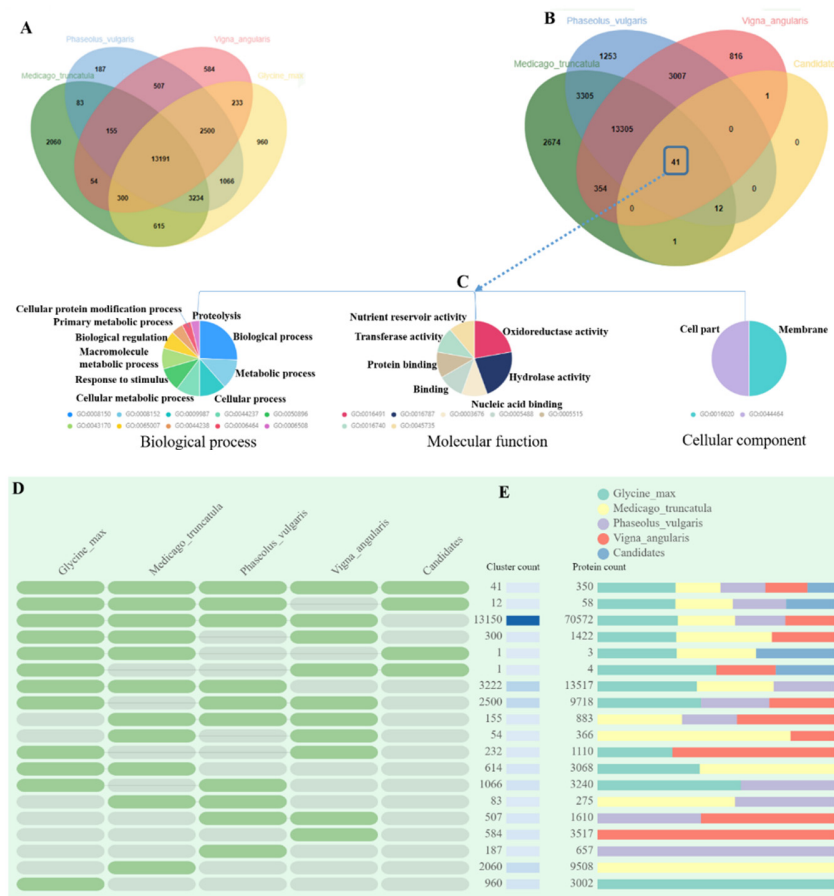 A
Phaseolus_vulgaris
Vigna_angularis
Medicago_truncatula
Glycine_max
187
584
83
507
233
2060
155
2500
960
13191
54
1066
300
3234
615
B
Phaseolus_vulgaris
Vigna_angularis
Medicago_truncatula
Candidates
1253
816
3305
3007
1
2674
13305
0
0
41
354
0
0
12
1
C
Cellular protein modification process
Proteolysis
Primary metabolic process
Biological process
Biological regulation
Macromolecule
metabolic process
Metabolic process
Response to stimulus
Cellular process
Cellular metabolic process
GO:0008150 GO:0008152 GO:0009987 GO:0044237 GO:0050896
GO:0043170 GO:0065007 GO:0044238 GO:0006464 GO:0006508
Biological process
Nutrient reservoir activity
Oxidoreductase activity
Transferase activity
Protein binding
Hydrolase activity
Binding
Nucleic acid binding
GO:0016491 GO:0016787 GO:0003676 GO:0005488 GO:0005515
GO:0016740 GO:0045735
Molecular function
Cell part
Membrane
GO:0016020 GO:0044464
Cellular component
D
Glycine_max
Medicago_truncatula
Phaseolus_vulgaris
Vigna_angularis
Candidates
E
Glycine_max
Medicago_truncatula
Phaseolus_vulgaris
Vigna_angularis
Candidates
Cluster count Protein count
41 350
12 58
13150 70572
300 1422
1 3
1 4
3222 13517
2500 9718
155 883
54 366
232 1110
614 3068
1066 3240
83 275
507 1610
584 3517
187 657
2060 9508
960 3002